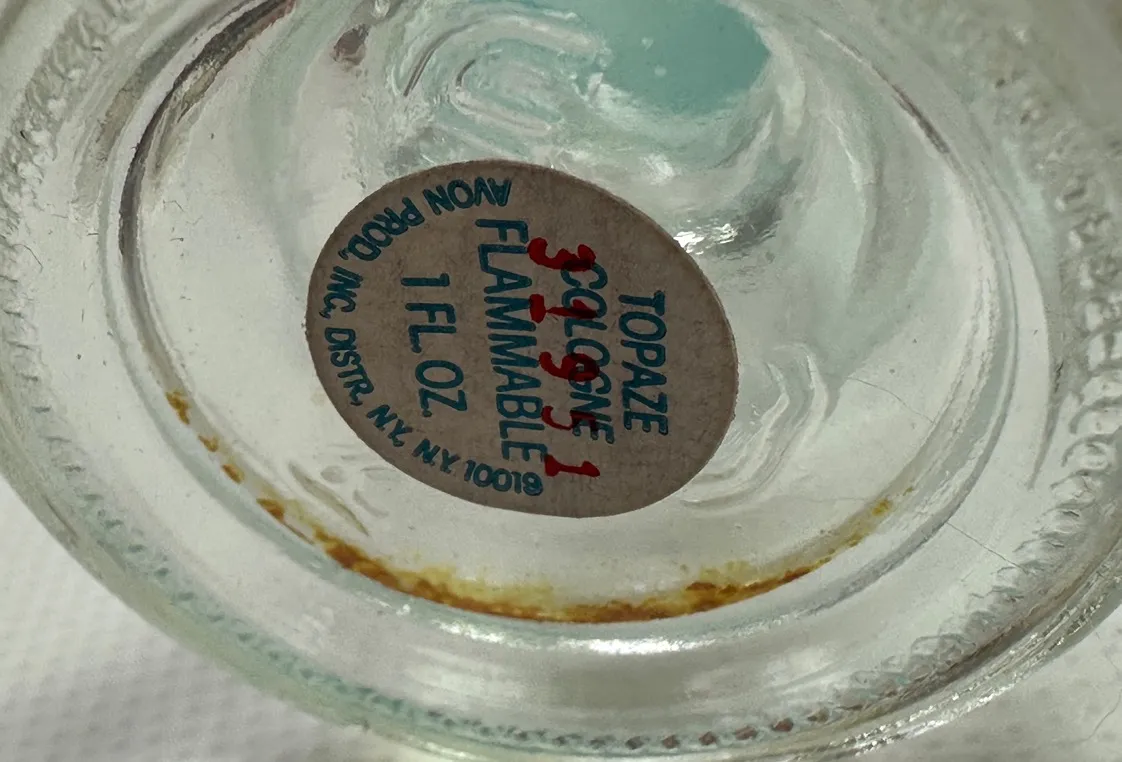 TOPAZE
COLOGNE
31951
FLAMMABLE
1 FL. OZ.
AVON PROD. INC., DISTR., N.Y., N.Y. 10019